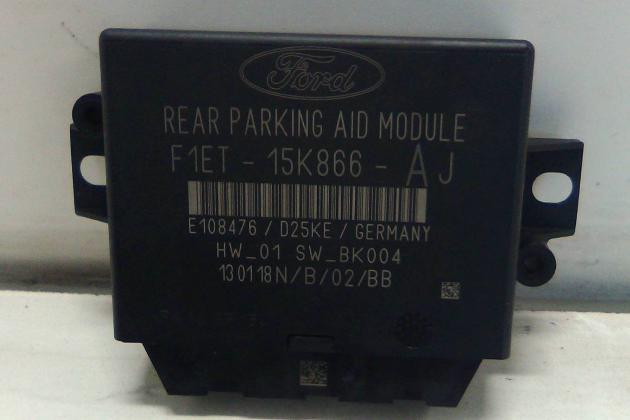 Ford
REAR PARKING AID MODULE
F1ET - 15K866 - AJ
E108476 / D25KE / GERMANY
HW_01 SW_BK004
130118N/B/02/BB